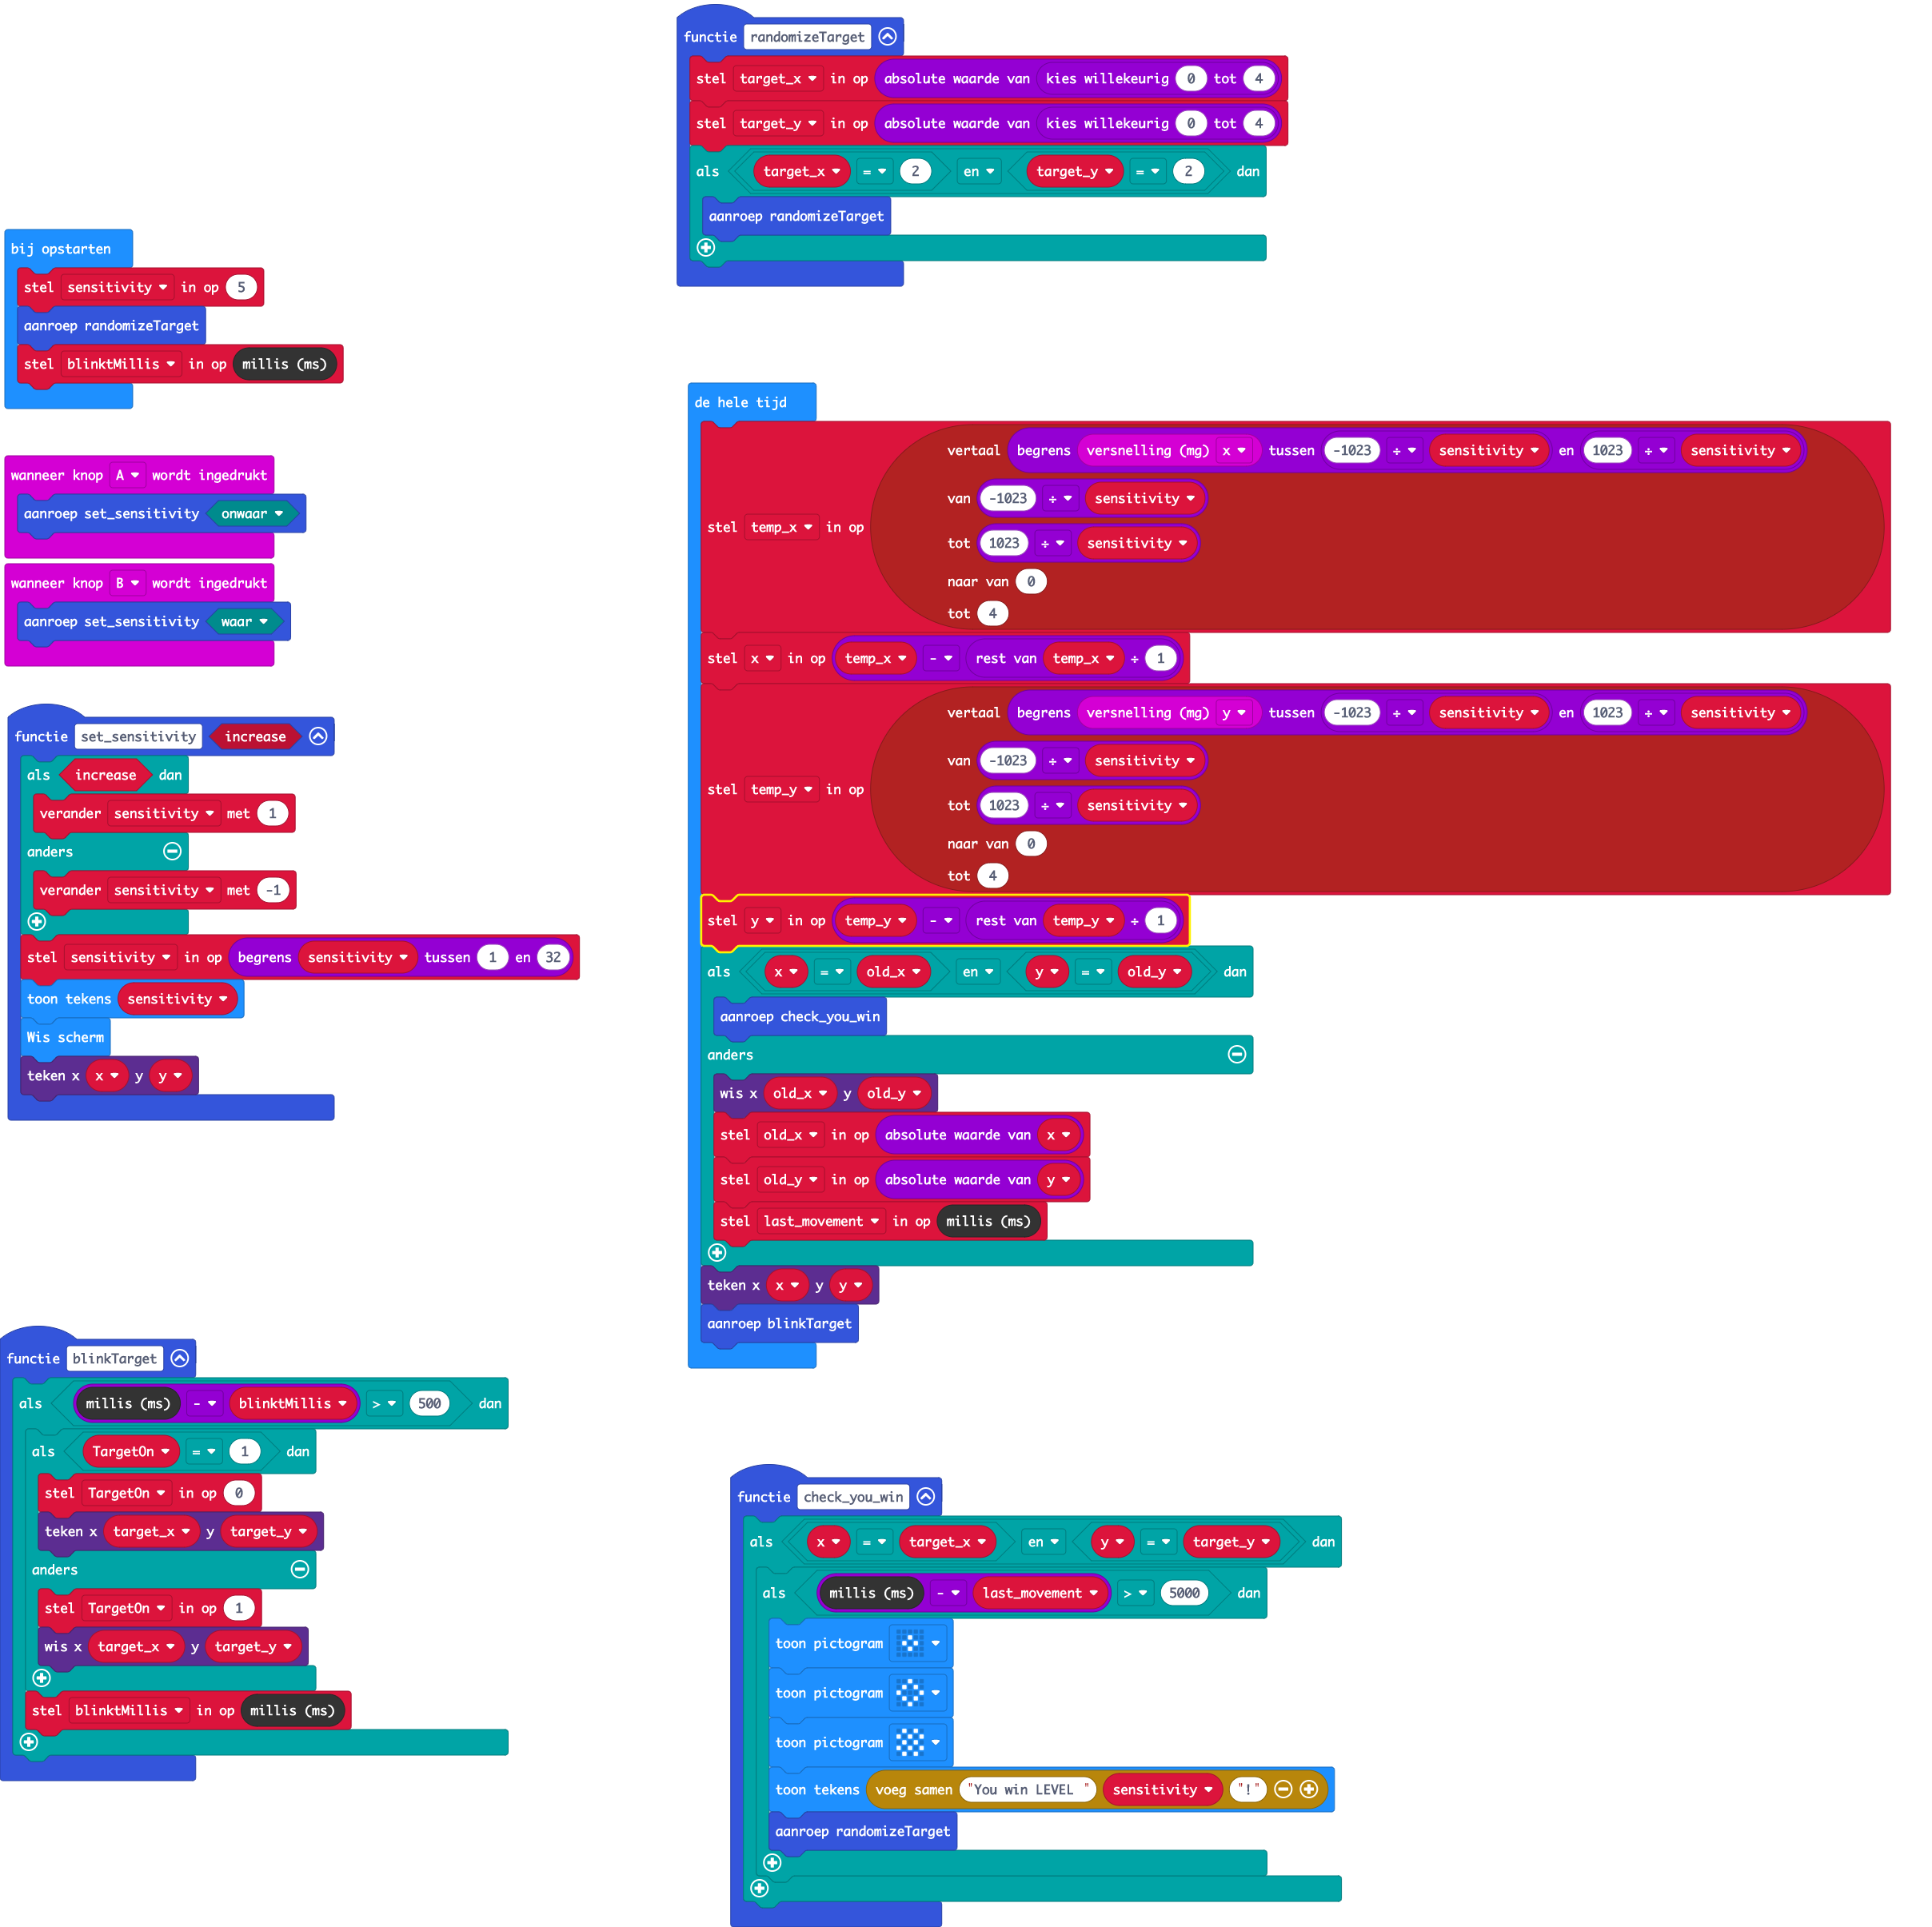 bij opstarten
stel sensitivity in op 5
aanroep randomizeTarget
stel blinktMillis in op millis (ms)
wanneer knop A wordt ingedrukt
aanroep set_sensitivity onwaar
wanneer knop B wordt ingedrukt
aanroep set_sensitivity waar
functie set_sensitivity increase
als increase dan
verander sensitivity met 1
anders
verander sensitivity met -1
stel sensitivity in op begrens sensitivity tussen 1 en 32
toon tekens sensitivity
Wis scherm
teken x x y y
functie blinkTarget
als millis (ms) - blinktMillis > 500 dan
als TargetOn = 1 dan
stel TargetOn in op 0
teken x target_x y target_y
anders
stel TargetOn in op 1
wis x target_x y target_y
stel blinktMillis in op millis (ms)
functie randomizeTarget
stel target_x in op absolute waarde van kies willekeurig 0 tot 4
stel target_y in op absolute waarde van kies willekeurig 0 tot 4
als target_x = 2 en target_y = 2 dan
aanroep randomizeTarget
de hele tijd
stel temp_x in op
vertaal begrens versnelling (mg) x tussen -1023 ÷ sensitivity en 1023 ÷ sensitivity
van -1023 ÷ sensitivity
tot 1023 ÷ sensitivity
naar van 0
tot 4
stel x in op temp_x - rest van temp_x ÷ 1
stel temp_y in op
vertaal begrens versnelling (mg) y tussen -1023 ÷ sensitivity en 1023 ÷ sensitivity
van -1023 ÷ sensitivity
tot 1023 ÷ sensitivity
naar van 0
tot 4
stel y in op temp_y - rest van temp_y ÷ 1
als x = old_x en y = old_y dan
aanroep check_you_win
anders
wis x old_x y old_y
stel old_x in op absolute waarde van x
stel old_y in op absolute waarde van y
stel last_movement in op millis (ms)
teken x x y y
aanroep blinkTarget
functie check_you_win
als x = target_x en y = target_y dan
als millis (ms) - last_movement > 5000 dan
toon pictogram
toon pictogram
toon pictogram
toon tekens voeg samen "You win LEVEL " sensitivity "!"
aanroep randomizeTarget